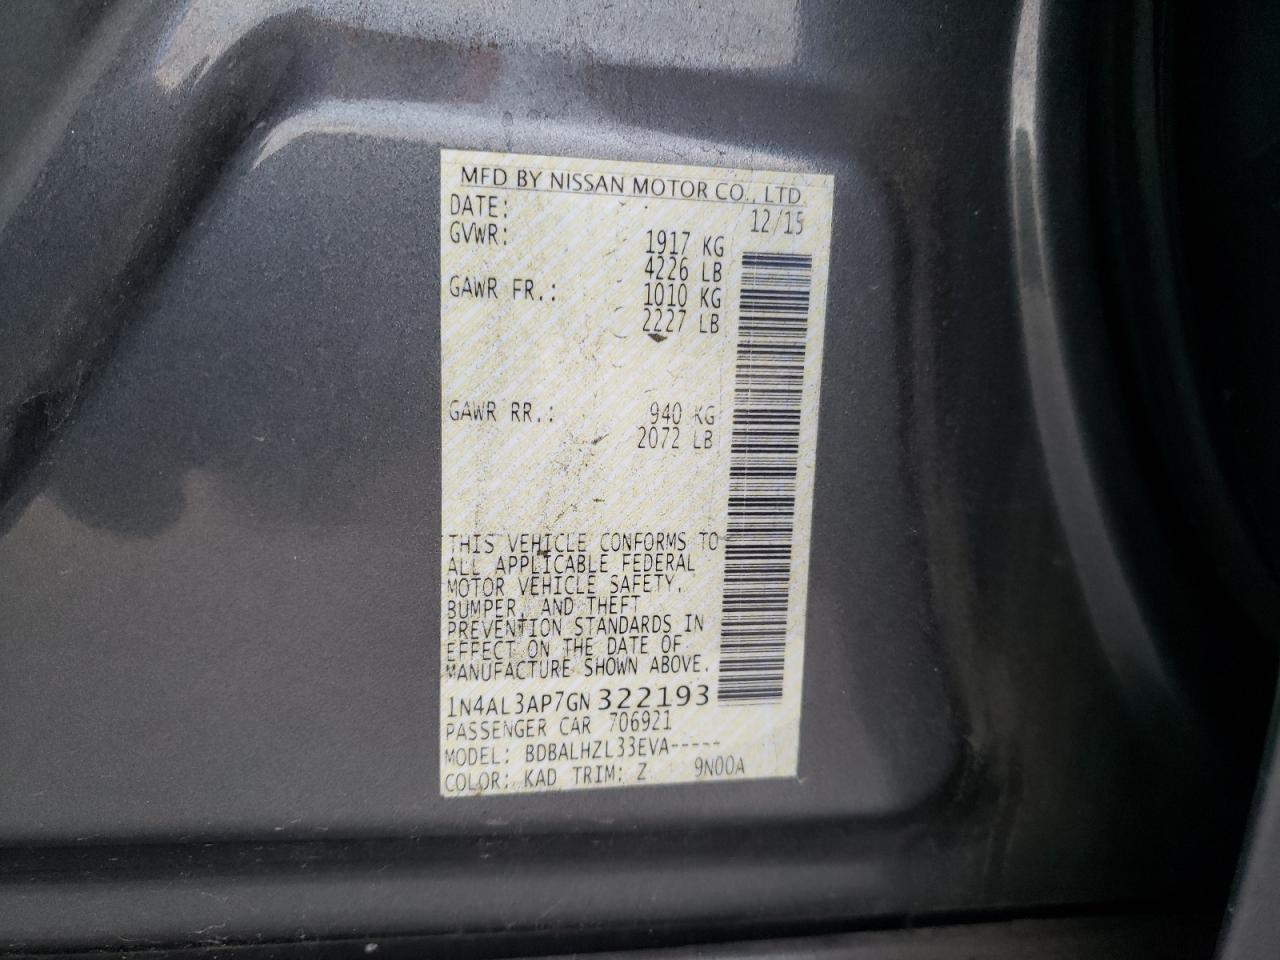 MFD BY NISSAN MOTOR CO., LTD.
DATE: 12/15
GVWR: 1917 KG
4226 LB
GAWR FR.: 1010 KG
2227 LB
GAWR RR.: 940 KG
2072 LB
THIS VEHICLE CONFORMS TO
ALL APPLICABLE FEDERAL
MOTOR VEHICLE SAFETY,
BUMPER, AND THEFT
PREVENTION STANDARDS IN
EFFECT ON THE DATE OF
MANUFACTURE SHOWN ABOVE.
1N4AL3AP7GN322193
PASSENGER CAR 706921
MODEL: BDBALHZL33EVA-----
COLOR: KAD TRIM: Z 9N00A